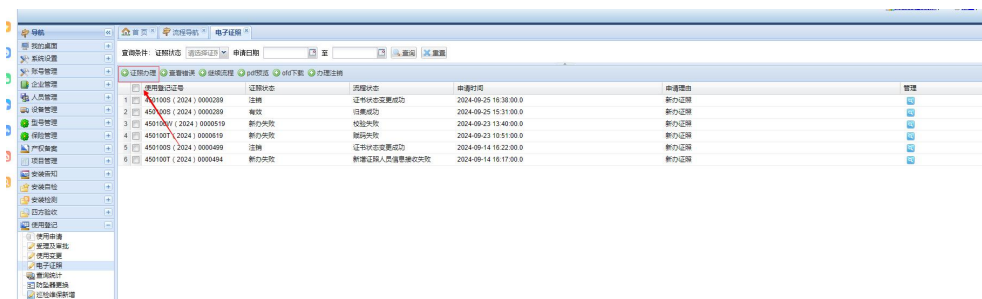 导航
首 页 流程导航 电子证照
我的桌面
系统设置
账号管理
企业管理
人员管理
设备管理
型号管理
保险管理
产权备案
项目管理
安装告知
安装自检
安装检测
四方验收
使用登记
使用申请
受理及审批
使用变更
电子证照
查询统计
防坠器更换
巡检维保新增
查询条件: 证照状态 请选择证照 申请日期 至 查询 重置
证照办理 查看错误 继续流程 pdf预览 ofd下载 办理注销
使用登记证号 证照状态 流程状态 申请时间 申请理由 管理
1 450100S(2024)0000289 注销 证书状态变更成功 2024-09-25 16:38:00.0 新办证照
2 450100S(2024)0000289 有效 归集成功 2024-09-25 15:31:00.0 新办证照
3 450100W(2024)0000519 新办失败 校验失败 2024-09-23 13:40:00.0 新办证照
4 450100T(2024)0000619 新办失败 赋码失败 2024-09-23 10:51:00.0 新办证照
5 450100S(2024)0000499 注销 证书状态变更成功 2024-09-14 16:22:00.0 新办证照
6 450100T(2024)0000494 新办失败 新增证照人员信息接收失败 2024-09-14 16:17:00.0 新办证照